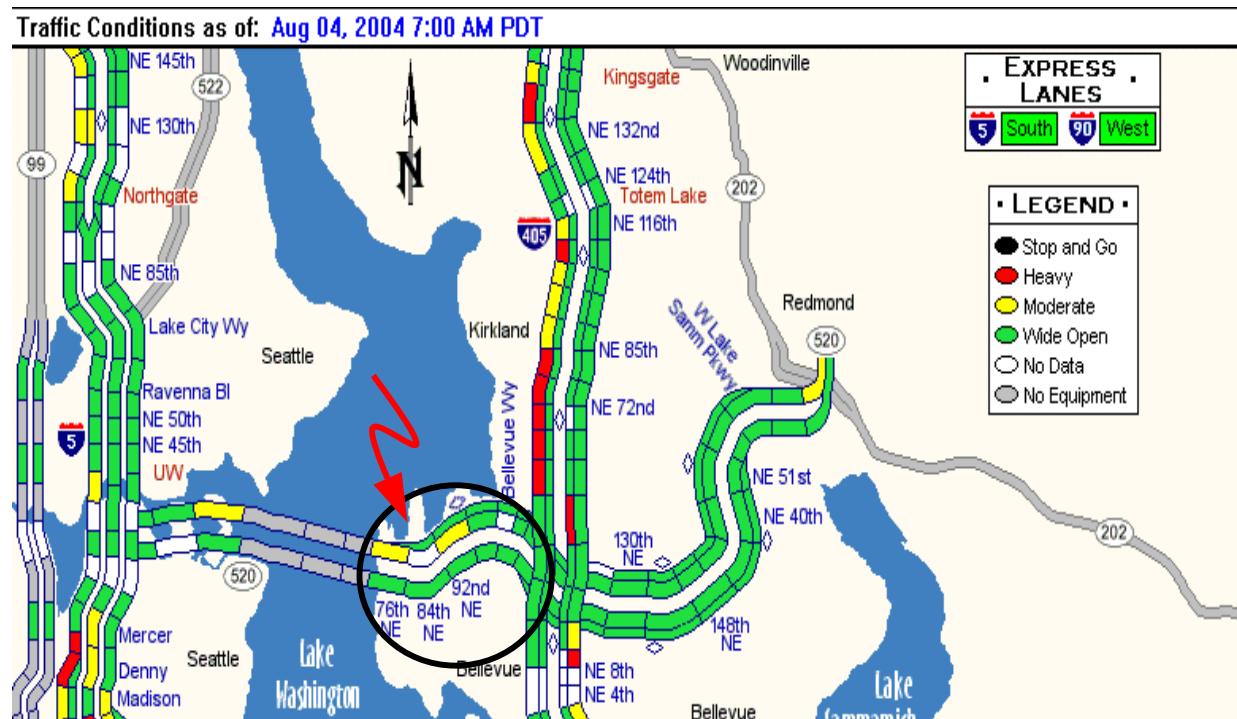 Traffic Conditions as of: Aug 04, 2004 7:00 AM PDT
NE 145th
522
NE 130th
99
Northgate
NE 85th
Lake City Wy
Seattle
Ravenna Bl
NE 50th
NE 45th
5
UW
520
Mercer
Denny
Madison
Seattle
Lake
Washington
N
Kingsgate
Woodinville
NE 132nd
NE 124th
Totem Lake
NE 116th
405
202
Kirkland
NE 85th
NE 72nd
Bellevue Wy
W Lake
Samm Pkwy
Redmond
520
NE 51st
NE 40th
130th
NE
148th
NE
76th
NE
84th
NE
92nd
NE
Bellevue
NE 8th
NE 4th
Bellevue
202
Lake
EXPRESS
LANES
5 South 90 West
LEGEND
Stop and Go
Heavy
Moderate
Wide Open
No Data
No Equipment